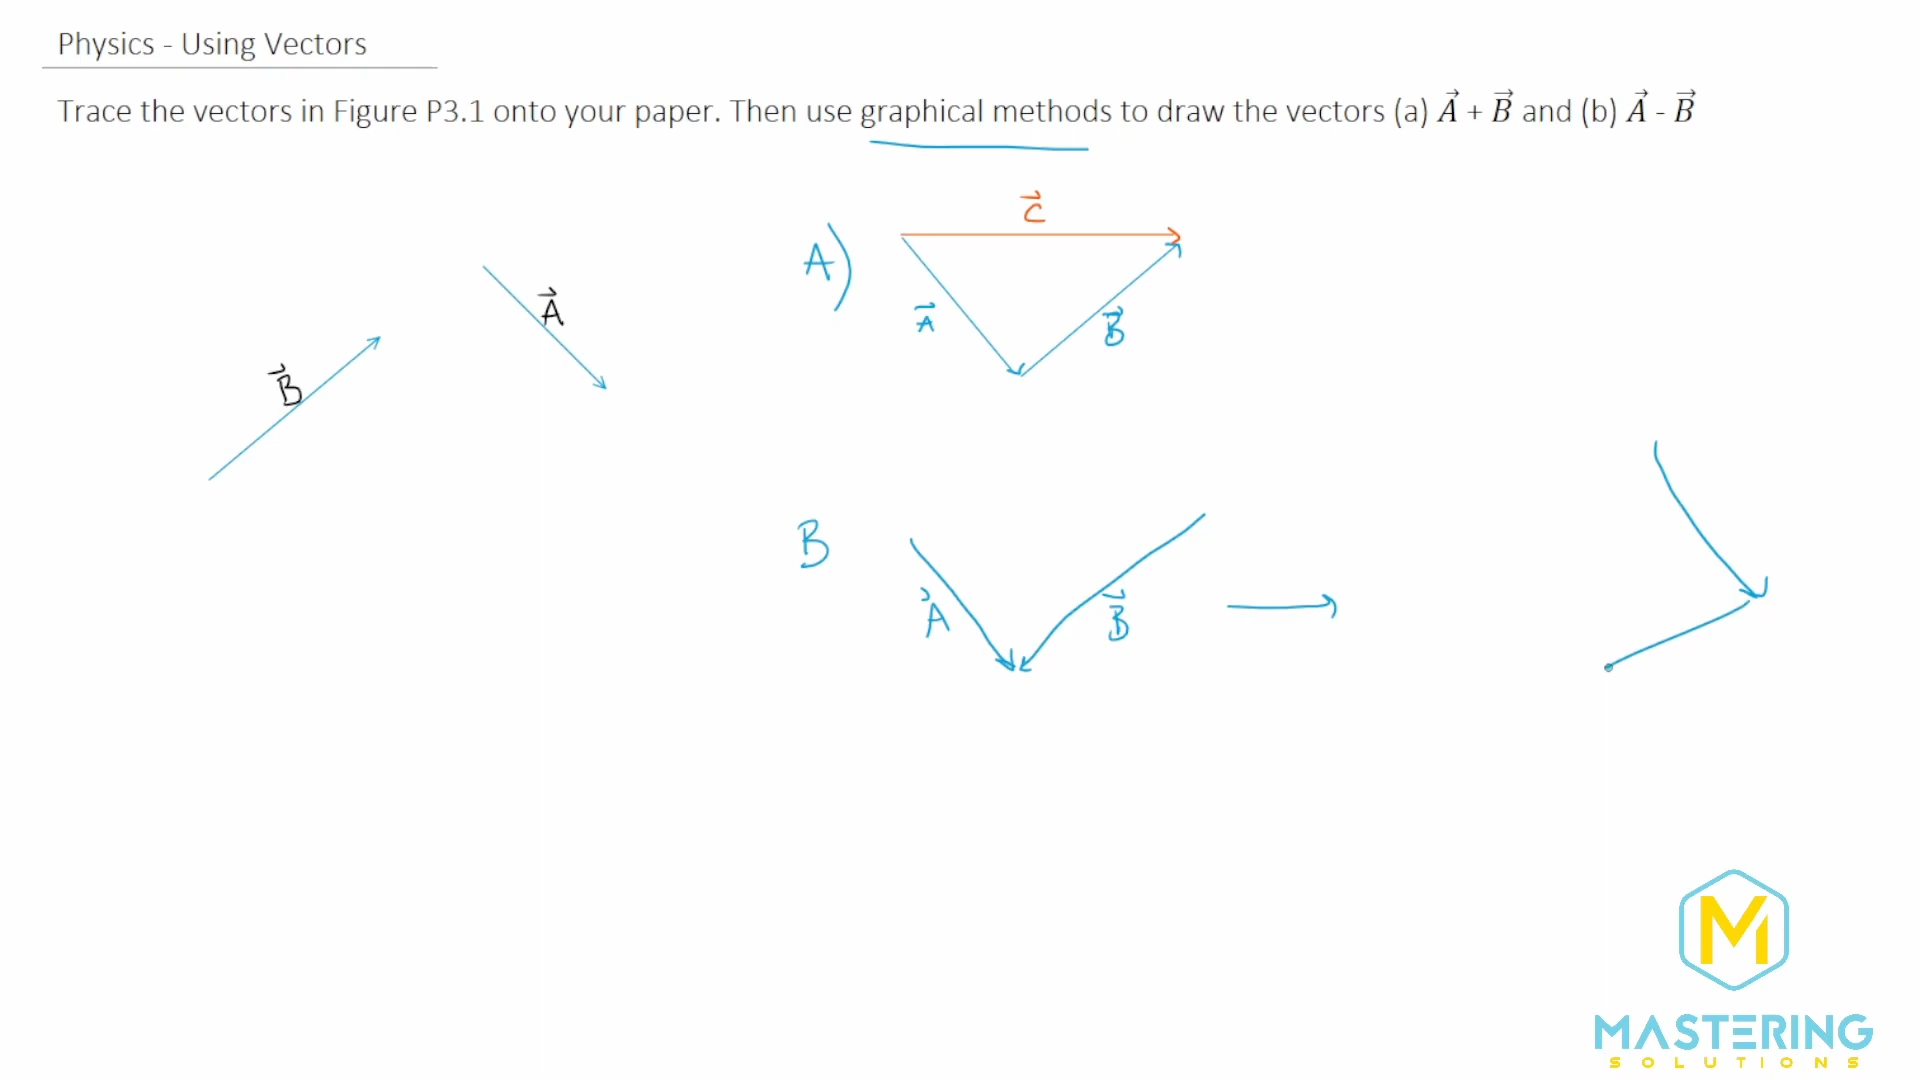 Physics - Using Vectors
Trace the vectors in Figure P3.1 onto your paper. Then use graphical methods to draw the vectors (a) A⃗ + B⃗ and (b) A⃗ - B⃗
C⃗
A)
A⃗
B⃗
A⃗
B⃗
B
A⃗
B⃗
M
MASTERING
SOLUTIONS